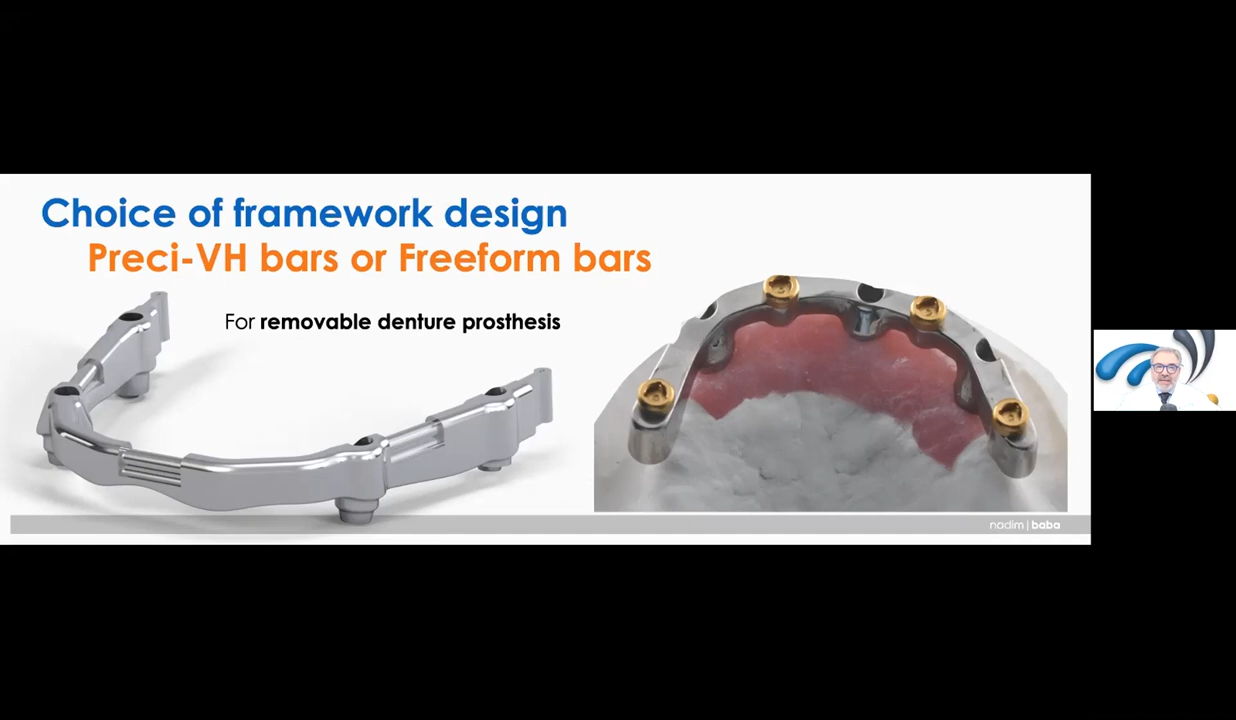 Choice of framework design
Preci-VH bars or Freeform bars
For removable denture prosthesis
nadim | baba